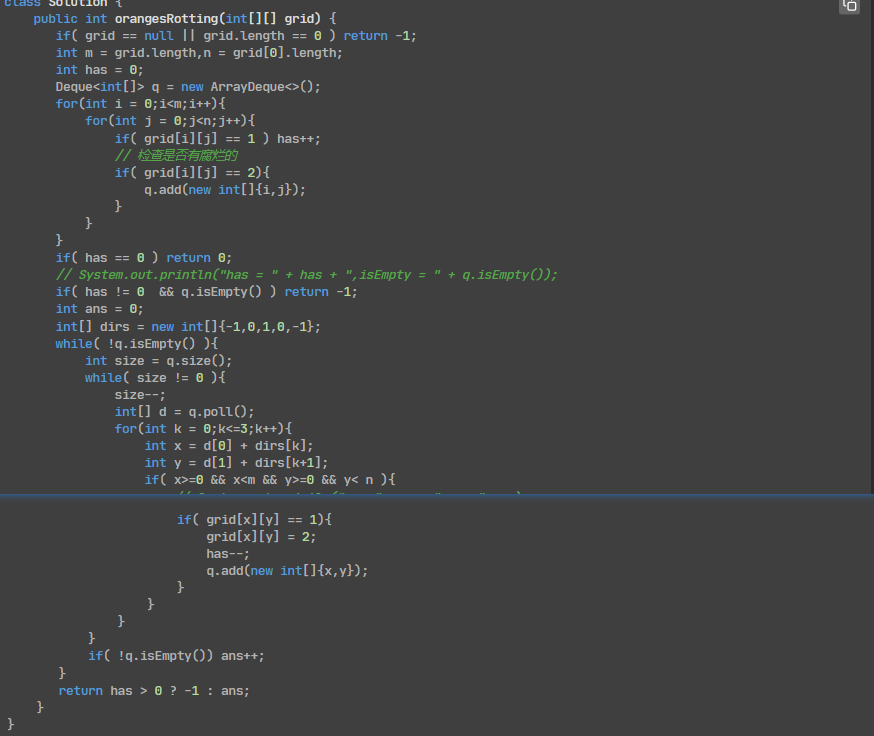 class Solution {
    public int orangesRotting(int[][] grid) {
       if( grid == null || grid.length == 0 ) return -1;
       int m = grid.length,n = grid[0].length;
       int has = 0;
       Deque<int[]> q = new ArrayDeque<>();
       for(int i = 0;i<m;i++){
           for(int j = 0;j<n;j++){
               if( grid[i][j] == 1 ) has++;
               // 检查是否有腐烂的
               if( grid[i][j] == 2){
                   q.add(new int[]{i,j});
               }
           }
       }
       if( has == 0 ) return 0;
       // System.out.println("has = " + has + ",isEmpty = " + q.isEmpty());
       if( has != 0  && q.isEmpty() ) return -1;
       int ans = 0;
       int[] dirs = new int[]{-1,0,1,0,-1};
       while( !q.isEmpty() ){
           int size = q.size();
           while( size != 0 ){
               size--;
               int[] d = q.poll();
               for(int k = 0;k<=3;k++){
                   int x = d[0] + dirs[k];
                   int y = d[1] + dirs[k+1];
                   if( x>=0 && x<m && y>=0 && y< n ){
                       if( grid[x][y] == 1){
                           grid[x][y] = 2;
                           has--;
                           q.add(new int[]{x,y});
                       }
                   }
               }
           }
           if( !q.isEmpty()) ans++;
       }
       return has > 0 ? -1 : ans;
    }
}